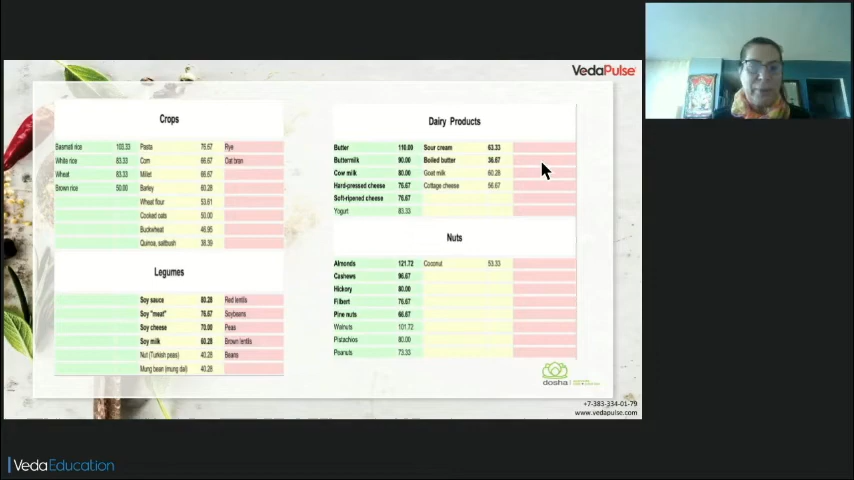 VedaPulse
Crops
Basmati rice 103.33 Pasta 75.67 Rye
White rice 83.33 Corn 66.67 Oat bran
Wheat 83.33 Millet 66.67
Brown rice 50.00 Barley 60.28
Wheat flour 53.61
Cooked oats 50.00
Buckwheat 46.95
Quinoa, saltbush 38.39
Legumes
Soy sauce 80.28 Red lentils
Soy "meat" 76.67 Soybeans
Soy cheese 70.00 Peas
Soy milk 60.28 Brown lentils
Nut (Turkish peas) 40.28 Beans
Mung bean (mung dal) 40.28
Dairy Products
Butter 116.00 Sour cream 63.33
Buttermilk 90.00 Boiled butter 36.67
Cow milk 80.00 Goat milk 60.28
Hard-pressed cheese 75.67 Cottage cheese 56.67
Soft-ripened cheese 76.67
Yogurt 83.33
Nuts
Almonds 121.72 Coconut 53.33
Cashews 96.67
Hickory 80.00
Filbert 76.67
Pine nuts 66.67
Walnuts 101.72
Pistachios 80.00
Peanuts 73.33
dosha
+7-383-334-01-79
www.vedapulse.com
VedaEducation